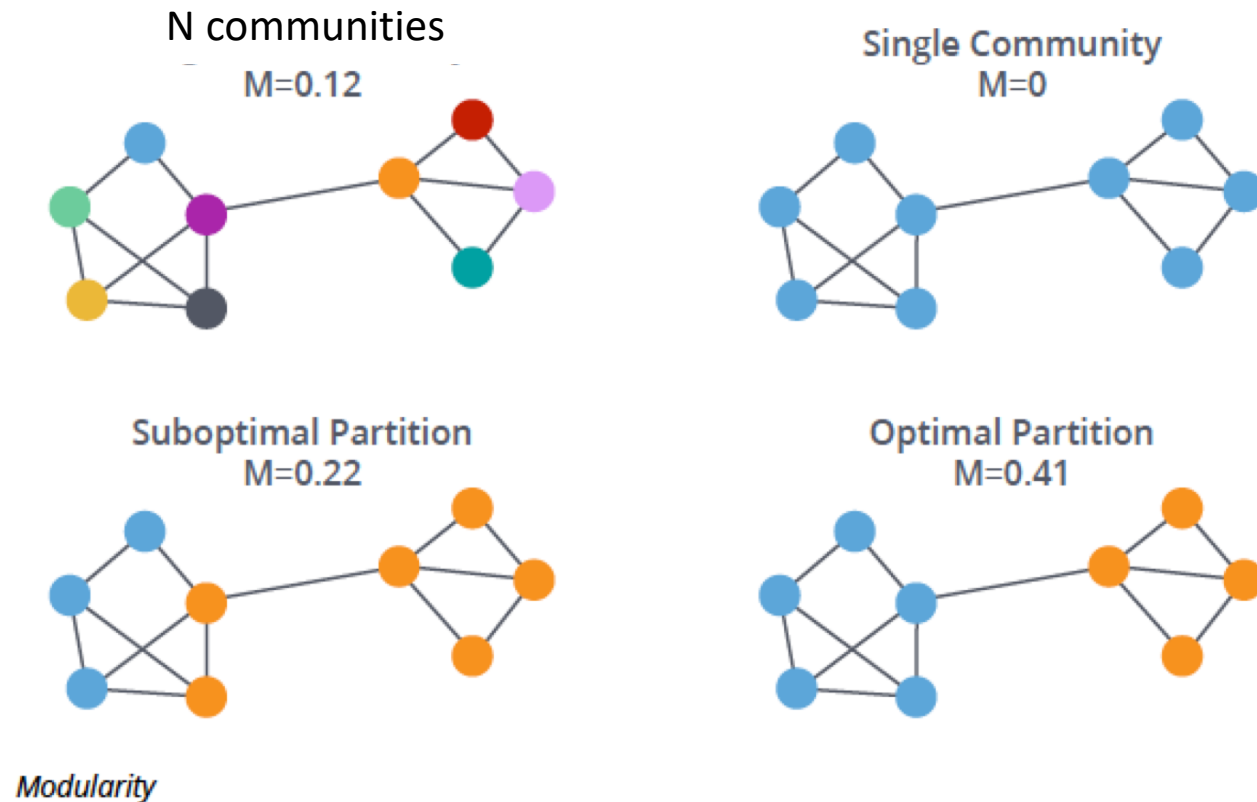 N communities
M=0.12
Single Community
M=0
Suboptimal Partition
M=0.22
Optimal Partition
M=0.41
Modularity